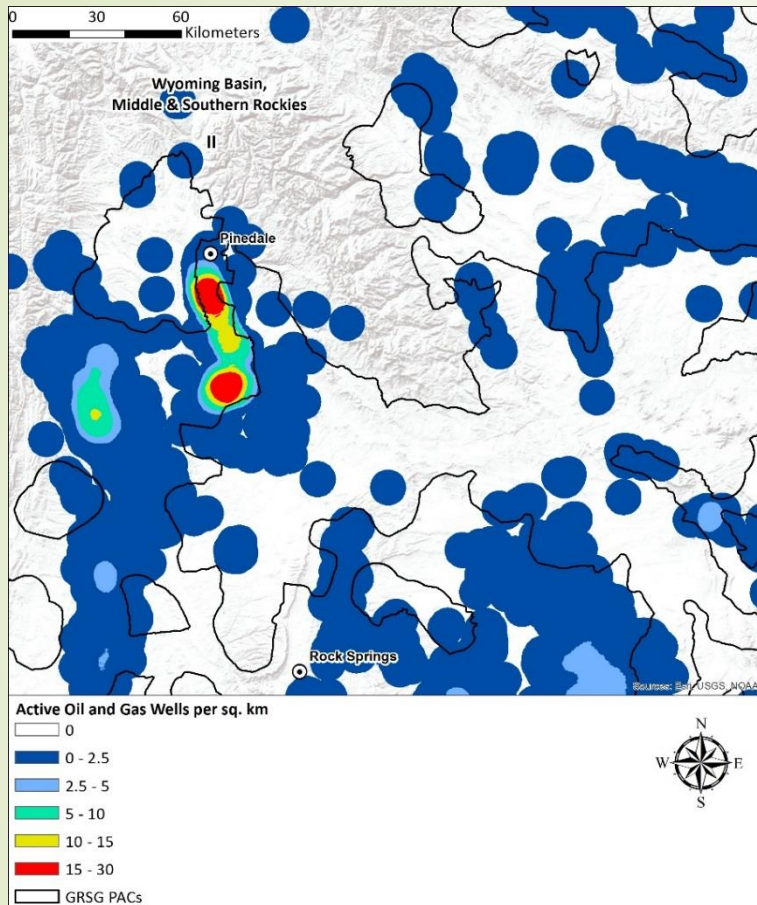 0 30 60
Kilometers
Wyoming Basin,
Middle & Southern Rockies
II
Pinedale
Rock Springs
Sources: Esri, USGS, NOAA
Active Oil and Gas Wells per sq. km
0
0 - 2.5
2.5 - 5
5 - 10
10 - 15
15 - 30
GRSG PACs
N
W E
S